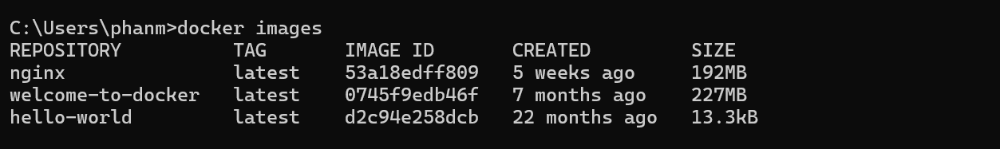 C:\Users\phanm>docker images
REPOSITORY TAG IMAGE ID CREATED SIZE
nginx latest 53a18edff809 5 weeks ago 192MB
welcome-to-docker latest 0745f9edb46f 7 months ago 227MB
hello-world latest d2c94e258dcb 22 months ago 13.3kB